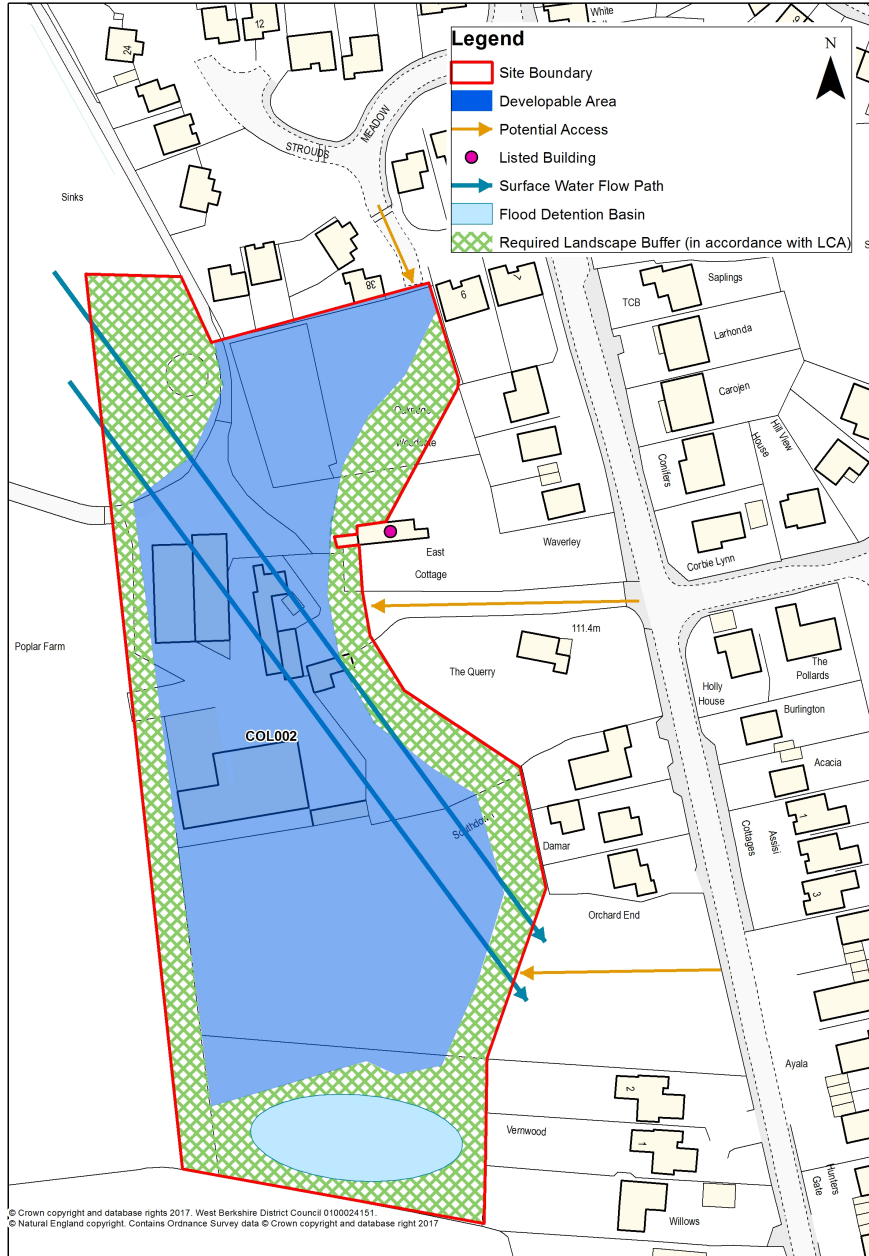 White
12
24
Legend
Site Boundary
Developable Area
Potential Access
Listed Building
Surface Water Flow Path
Flood Detention Basin
Required Landscape Buffer (in accordance with LCA)
N
9
MEADOW
STROUDS
Sinks
38
9
7
TCB
Saplings
Larhonda
Carojen
Woodgate
Conifers
House
Hill View
East
Cottage
Waverley
Corbie Lynn
111.4m
Poplar Farm
The Querry
Holly
House
The
Pollards
Burlington
COL002
Acacia
Southdown
Damar
Cottages
Assisi
1
3
Orchard End
Ayala
2
Vernwood
1
Hunters
Gate
Willows
© Crown copyright and database rights 2017. West Berkshire District Council 0100024151.
© Natural England copyright. Contains Ordnance Survey data © Crown copyright and database right 2017